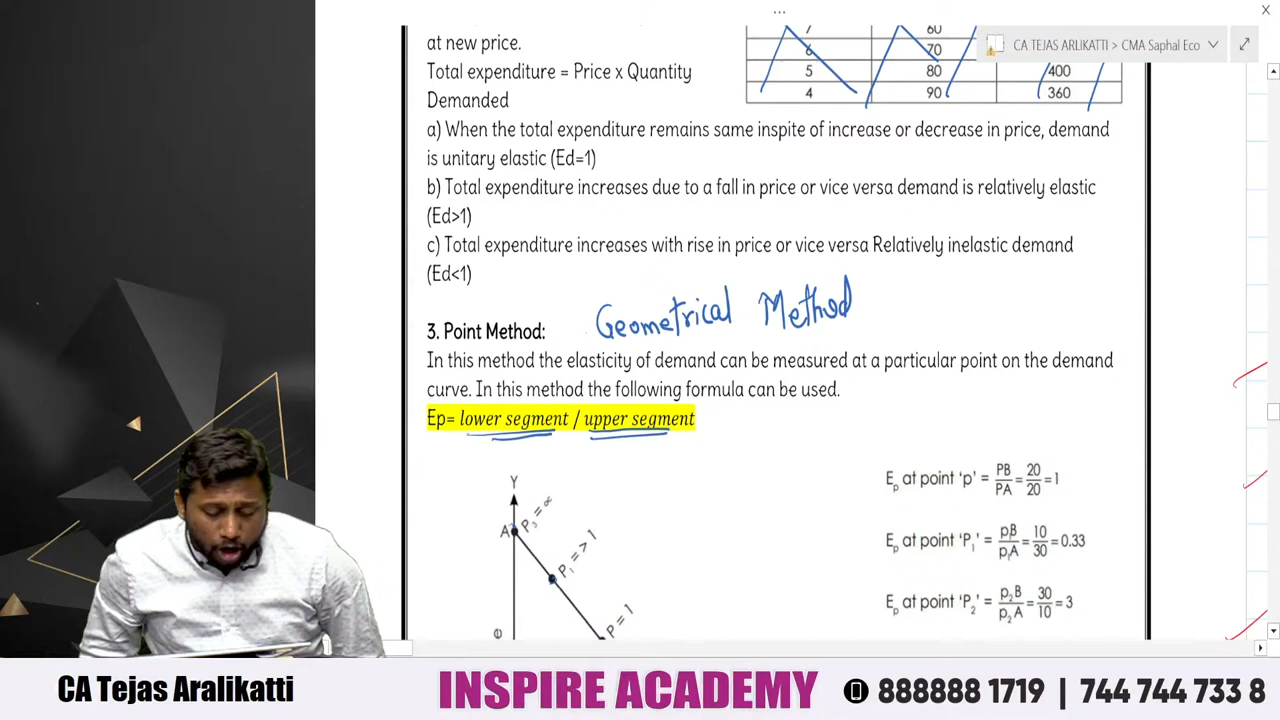 ...
CA TEJAS ARLIKATTI > CMA Saphal Eco
at new price.
Total expenditure = Price x Quantity
Demanded
7 60
6 70
5 80 400
4 90 360
a) When the total expenditure remains same inspite of increase or decrease in price, demand
is unitary elastic (Ed=1)
b) Total expenditure increases due to a fall in price or vice versa demand is relatively elastic
(Ed>1)
c) Total expenditure increases with rise in price or vice versa Relatively inelastic demand
(Ed<1)
Geometrical Method
3. Point Method:
In this method the elasticity of demand can be measured at a particular point on the demand
curve. In this method the following formula can be used.
Ep= lower segment / upper segment
Y
A P₃ = ∞
P₁ = > 1
P = 1
e
Eₚ at point 'p' = PB/PA = 20/20 = 1
Eₚ at point 'P₁' = pB/p₁A = 10/30 = 0.33
Eₚ at point 'P₂' = p₂B/p₂A = 30/10 = 3
CA Tejas Aralikatti
INSPIRE ACADEMY
888888 1719 | 744 744 733 8